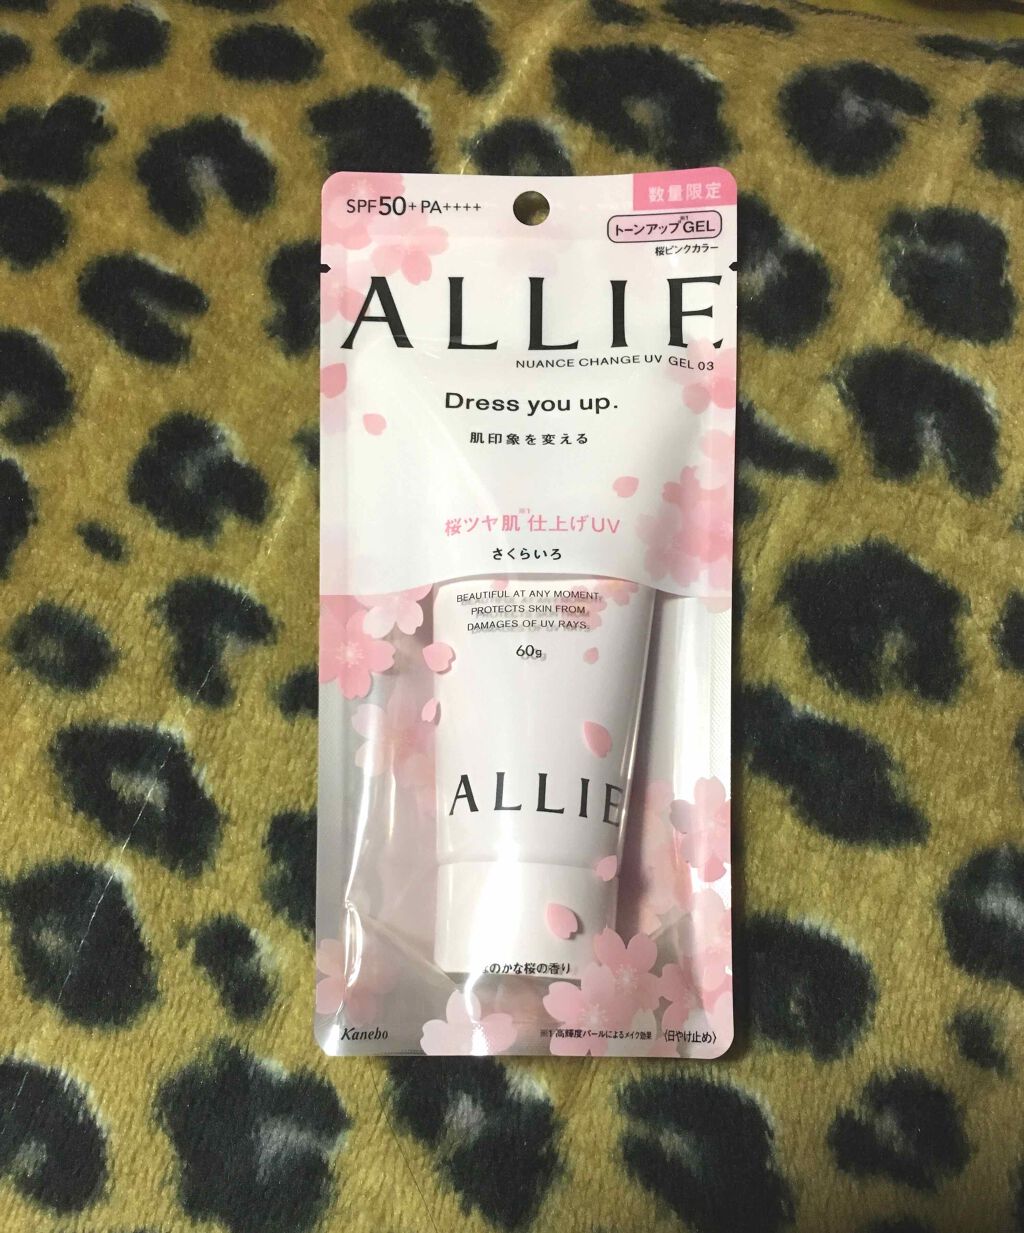 SPF50+PA++++
数量限定
トーンアップ※1GEL
桜ピンクカラー
ALLIE
NUANCE CHANGE UV GEL 03
Dress you up.
肌印象を変える
桜ツヤ肌※1仕上げUV
さくらいろ
BEAUTIFUL AT ANY MOMENT.
PROTECTS SKIN FROM
DAMAGES OF UV RAYS.
60g
ALLIE
ほのかな桜の香り
Kanebo
※1 高輝度パールによるメイク効果
〈日やけ止め〉